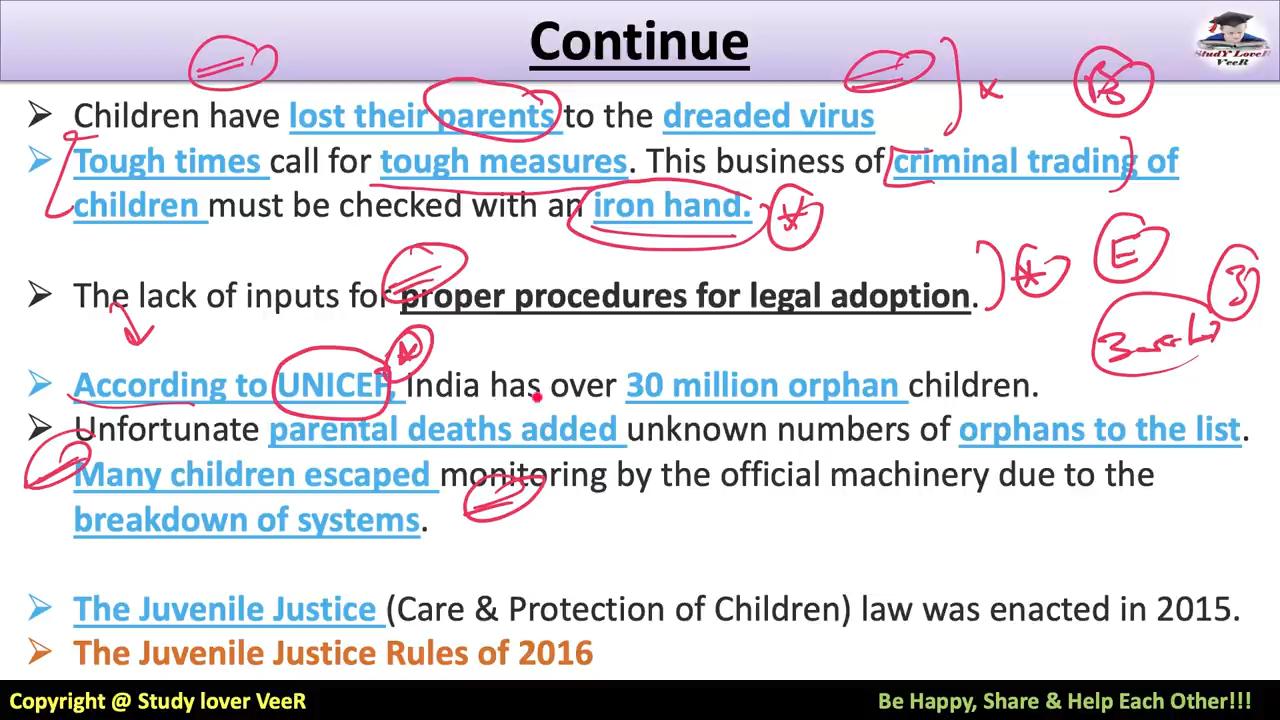 Continue
StudY LoveR
VeeR
Children have lost their parents to the dreaded virus
Tough times call for tough measures. This business of criminal trading of
children must be checked with an iron hand.
The lack of inputs for proper procedures for legal adoption.
E
According to UNICEF, India has over 30 million orphan children.
Unfortunate parental deaths added unknown numbers of orphans to the list.
Many children escaped monitoring by the official machinery due to the
breakdown of systems.
The Juvenile Justice (Care & Protection of Children) law was enacted in 2015.
The Juvenile Justice Rules of 2016
Copyright @ Study lover VeeR
Be Happy, Share & Help Each Other!!!